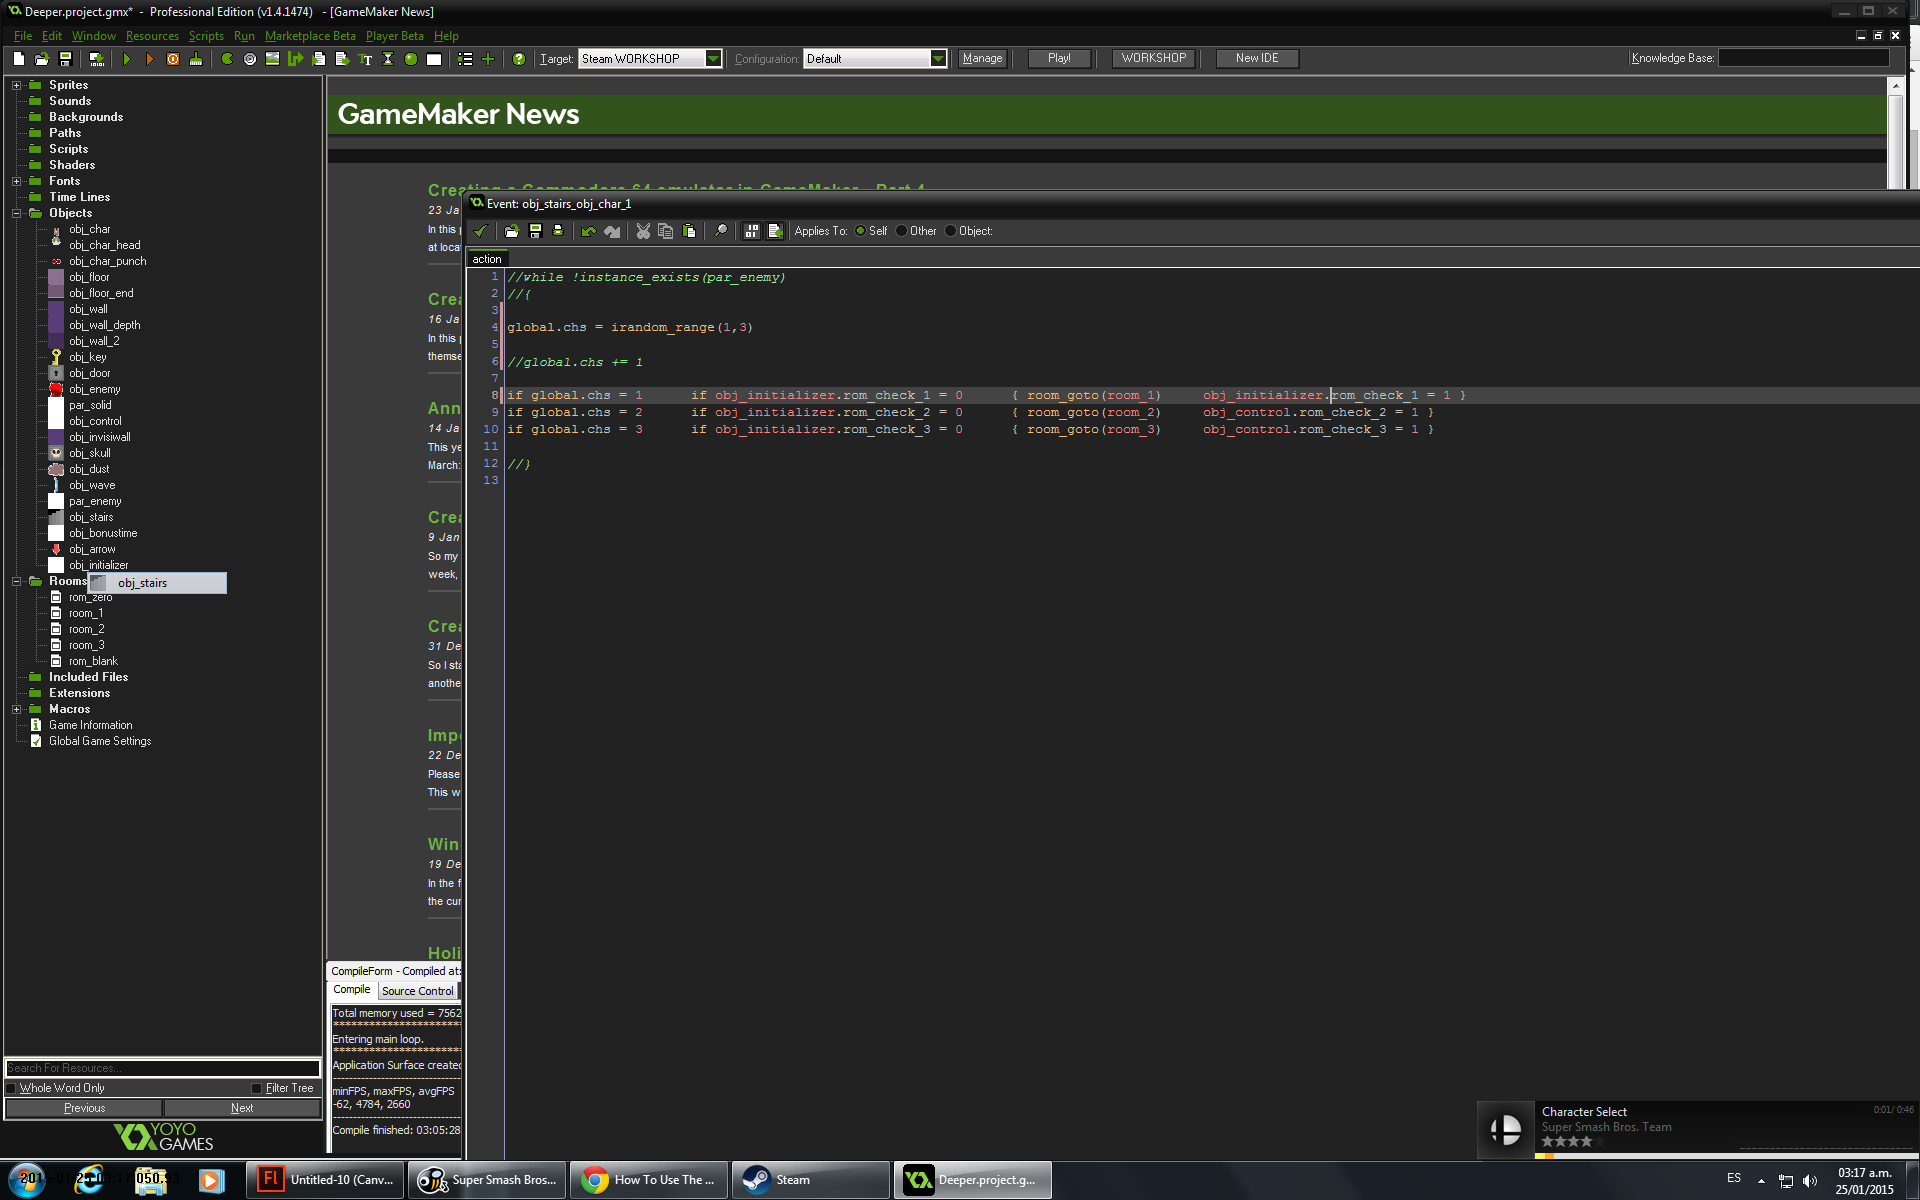 Deeper.project.gmx* - Professional Edition (v1.4.1474) - [GameMaker News]
File Edit Window Resources Scripts Run Marketplace Beta Player Beta Help
Target: Steam WORKSHOP Configuration: Default Manage Play! WORKSHOP New IDE Knowledge Base:
Sprites
Sounds
Backgrounds
Paths
Scripts
Shaders
Fonts
Time Lines
Objects
obj_char
obj_char_head
obj_char_punch
obj_floor
obj_floor_end
obj_wall
obj_wall_depth
obj_wall_2
obj_key
obj_door
obj_enemy
par_solid
obj_control
obj_invisiwall
obj_skull
obj_dust
obj_wave
par_enemy
obj_stairs
obj_bonustime
obj_arrow
obj_initializer
Rooms
obj_stairs
rom_zero
room_1
room_2
room_3
rom_blank
Included Files
Extensions
Macros
Game Information
Global Game Settings
Search For Resources...
Whole Word Only Filter Tree
Previous Next
YOYO
GAMES
GameMaker News
Creating a Commodore 64 emulator in GameMaker - Part 4
23 Ja
In this
at locat
Crea
16 Ja
In this
themse
Ann
14 Ja
This ye
March:
Crea
9 Jan
So my
week,
Crea
31 De
So I sta
anothe
Impo
22 De
Please
This w
Win
19 De
In the f
the cur
Holi
Event: obj_stairs_obj_char_1
Applies To: Self Other Object:
action
1 //while !instance_exists(par_enemy)
2 //{
3
4 global.chs = irandom_range(1,3)
5
6 //global.chs += 1
7
8 if global.chs = 1 if obj_initializer.rom_check_1 = 0 { room_goto(room_1) obj_initializer.rom_check_1 = 1 }
9 if global.chs = 2 if obj_initializer.rom_check_2 = 0 { room_goto(room_2) obj_control.rom_check_2 = 1 }
10 if global.chs = 3 if obj_initializer.rom_check_3 = 0 { room_goto(room_3) obj_control.rom_check_3 = 1 }
11
12 //}
13
CompileForm - Compiled at:
Compile Source Control
Total memory used = 7562
Entering main loop.
Application Surface created
minFPS, maxFPS, avgFPS
-62, 4784, 2660
Compile finished: 03:05:28
Character Select 0:01/ 0:46
Super Smash Bros. Team
Untitled-10 (Canv... Super Smash Bros... How To Use The ... Steam Deeper.project.g...
ES
03:17 a.m.
25/01/2015